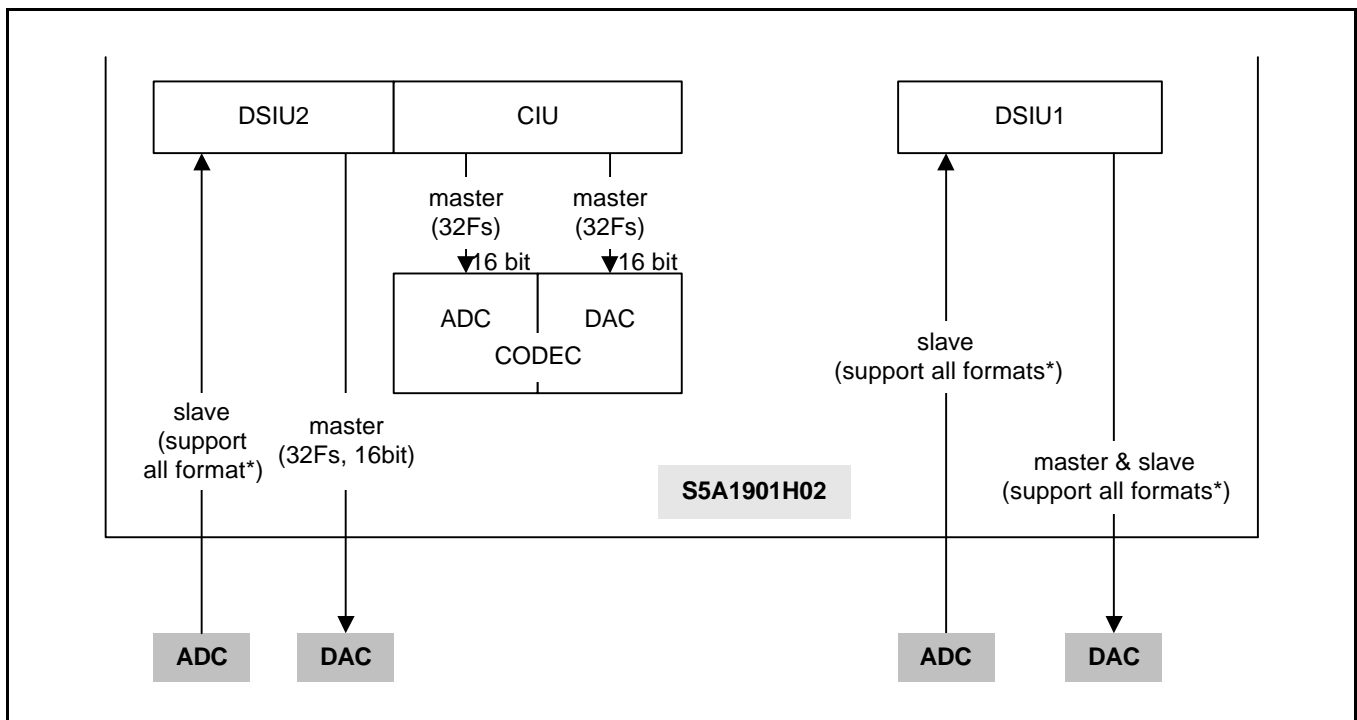 DSIU2
CIU
DSIU1
master
(32Fs)
master
(32Fs)
16 bit
16 bit
ADC
DAC
CODEC
slave
(support
all format*)
master
(32Fs, 16bit)
slave
(support all formats*)
master & slave
(support all formats*)
S5A1901H02
ADC
DAC
ADC
DAC